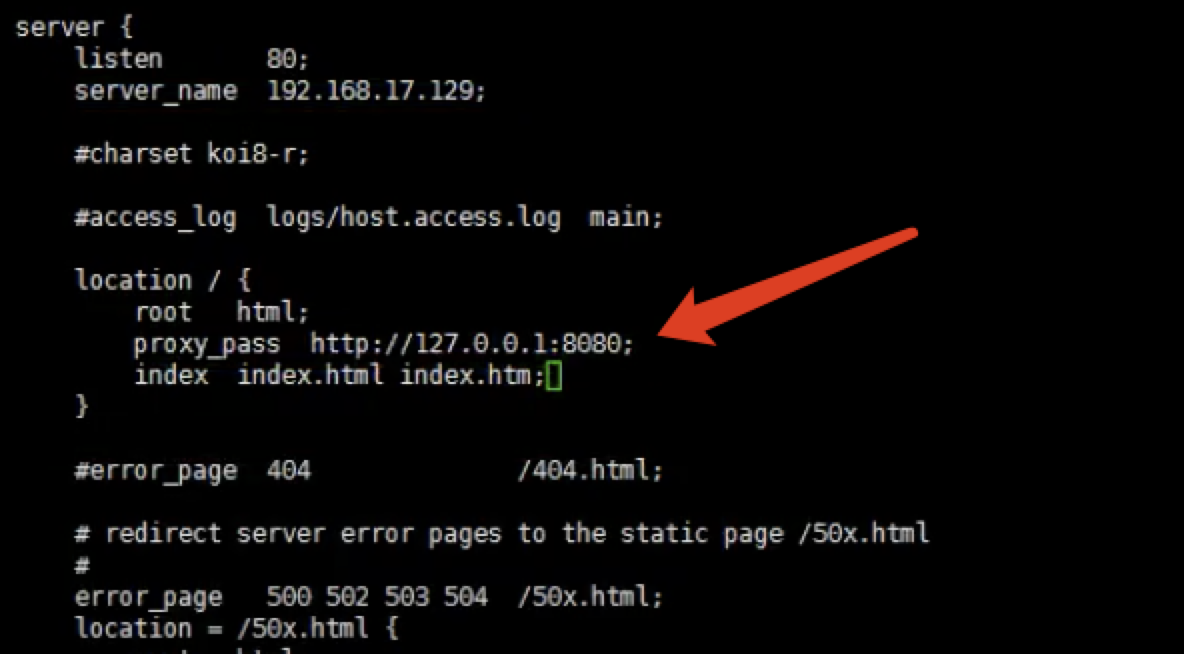 server {
    listen       80;
    server_name  192.168.17.129;
    #charset koi8-r;
    #access_log  logs/host.access.log  main;
    location / {
        root   html;
        proxy_pass  http://127.0.0.1:8080;
        index  index.html index.htm;
    }
    #error_page  404              /404.html;
    # redirect server error pages to the static page /50x.html
    #
    error_page   500 502 503 504  /50x.html;
    location = /50x.html {